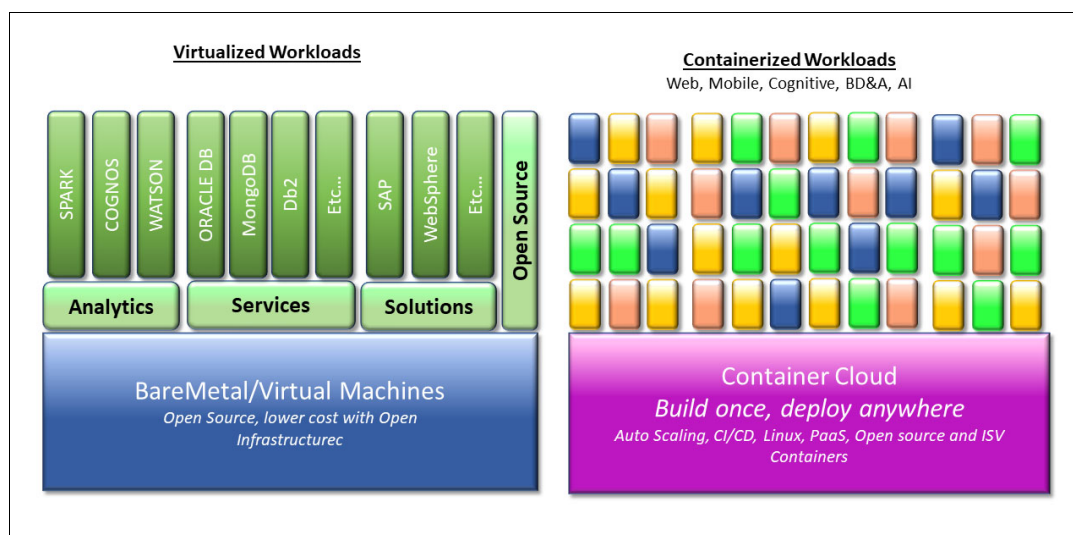 Virtualized Workloads
SPARK
COGNOS
WATSON
ORACLE DB
MongoDB
Db2
Etc...
SAP
WebSphere
Etc...
Open Source
Analytics
Services
Solutions
BareMetal/Virtual Machines
Open Source, lower cost with Open
Infrastructurec
Containerized Workloads
Web, Mobile, Cognitive, BD&A, AI
Container Cloud
Build once, deploy anywhere
Auto Scaling, CI/CD, Linux, PaaS, Open source and ISV
Containers